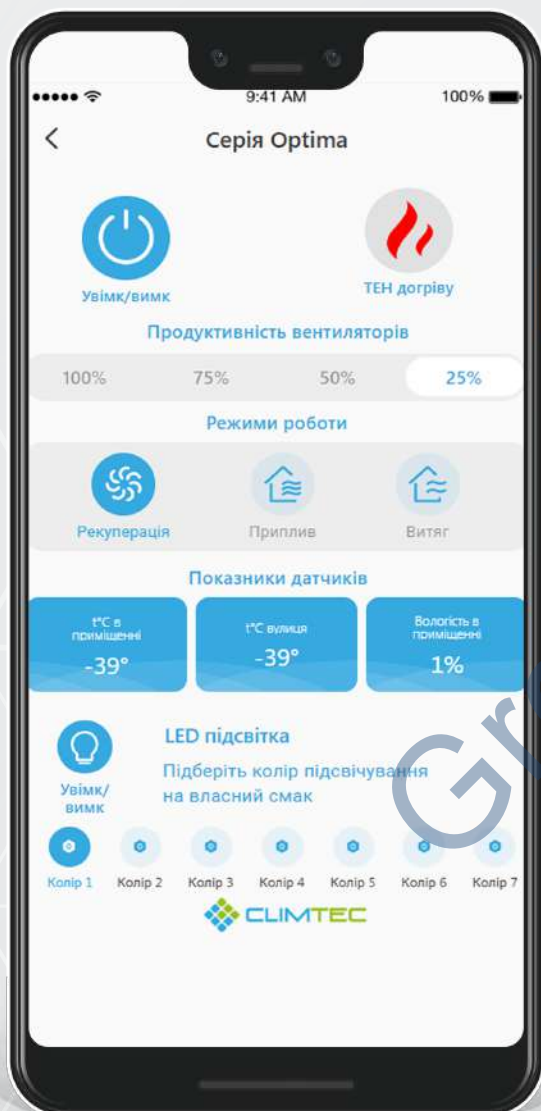 9:41 AM
100%
Серія Optima
Увімк/вимк
ТЕН догріву
Продуктивність вентиляторів
100% 75% 50% 25%
Режими роботи
Рекуперація Приплив Витяг
Показники датчиків
t°C в
приміщенні
-39°
t°C вулиця
-39°
Вологість в
приміщенні
1%
LED підсвітка
Підберіть колір підсвічування
на власний смак
Увімк/
вимк
Колір 1 Колір 2 Колір 3 Колір 4 Колір 5 Колір 6 Колір 7
CLIMTEC